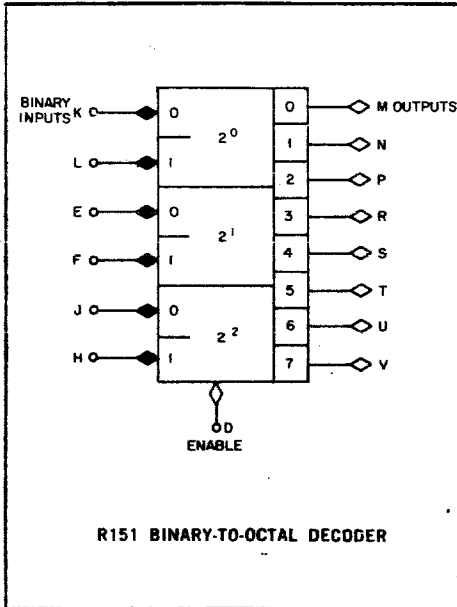 BINARY
INPUTS K 0 0 M OUTPUTS
2⁰ 1 N
L 1 2 P
E 0 3 R
2¹
F 1 4 S
5 T
J 0
6 U
2²
H 1 7 V
D
ENABLE
R151 BINARY-TO-OCTAL DECODER